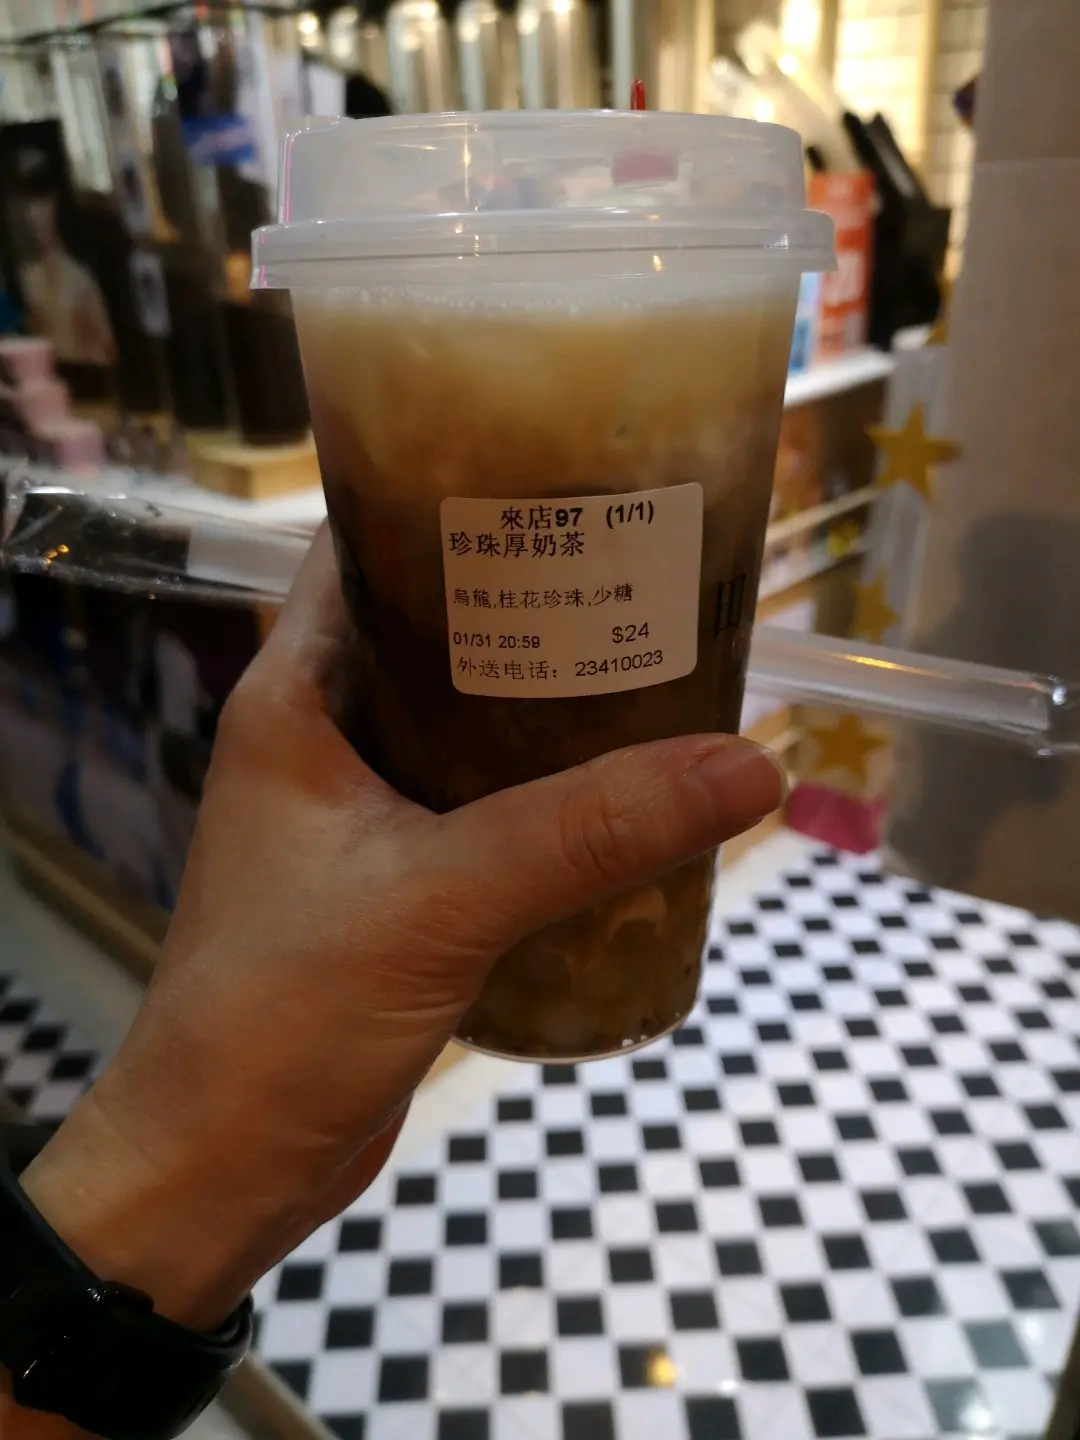 來店97 (1/1)
珍珠厚奶茶
烏龍,桂花珍珠,少糖
01/31 20:59 $24
外送电话: 23410023
田